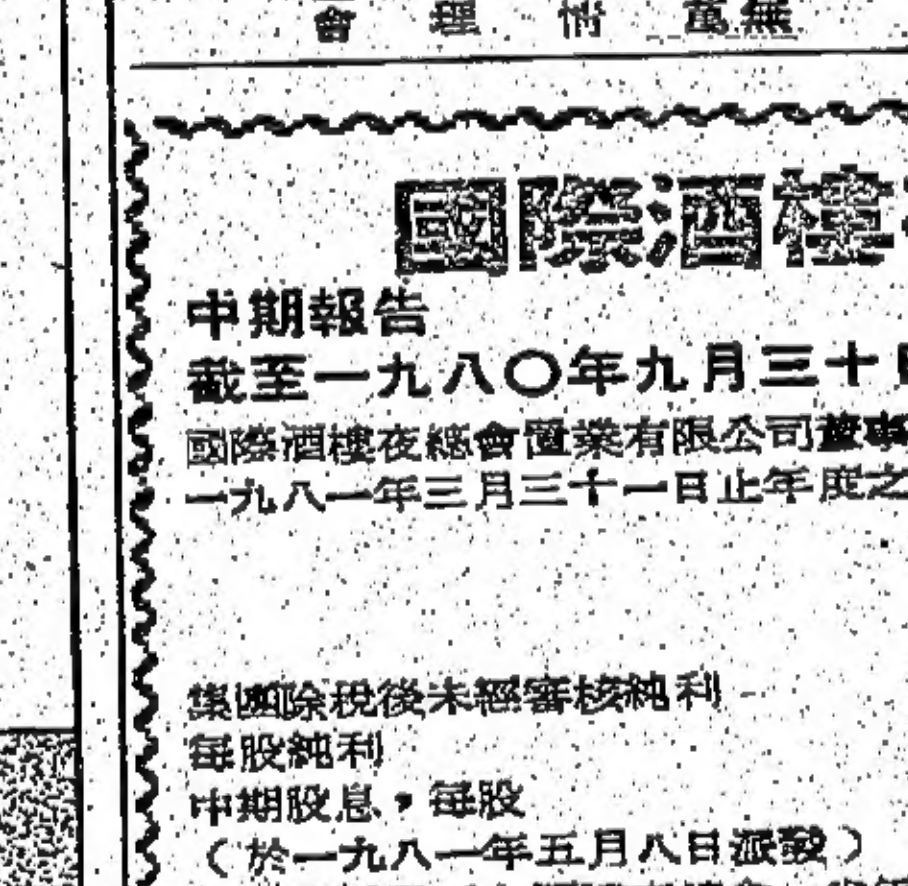 會理情萬無
國際酒樓
中期報告
截至一九八〇年九月三十
國際酒樓夜總會置業有限公司董事
一九八一年三月三十一日止年度之
集團除稅後未經審核純利
每股純利
中期股息，每股
（於一九八一年五月八日派發）